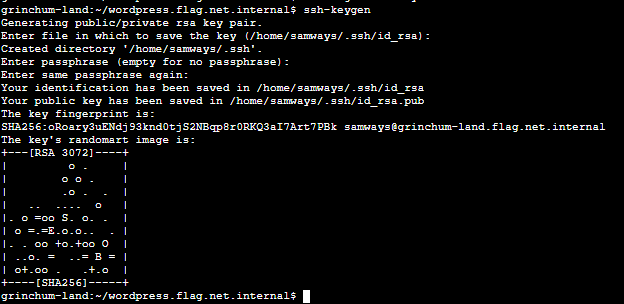 grinchum-land:~/wordpress.flag.net.internal$ ssh-keygen
Generating public/private rsa key pair.
Enter file in which to save the key (/home/samways/.ssh/id_rsa):
Created directory '/home/samways/.ssh'.
Enter passphrase (empty for no passphrase):
Enter same passphrase again:
Your identification has been saved in /home/samways/.ssh/id_rsa
Your public key has been saved in /home/samways/.ssh/id_rsa.pub
The key fingerprint is:
SHA256:oRoary3uENdj93knd0tjS2NBqp8r0RKQ3aI7Art7PBk samways@grinchum-land.flag.net.internal
The key's randomart image is:
+---[RSA 3072]----+
|         o .     |
|        o o .    |
|        .o .  .  |
|   ..  ....  o   |
|. o =oo S. o. .  |
| o =.=E.o.o..  . |
|. . oo +o.+oo O  |
| ..o. =  ..= B = |
| o+.oo .   .+.o  |
+----[SHA256]-----+
grinchum-land:~/wordpress.flag.net.internal$